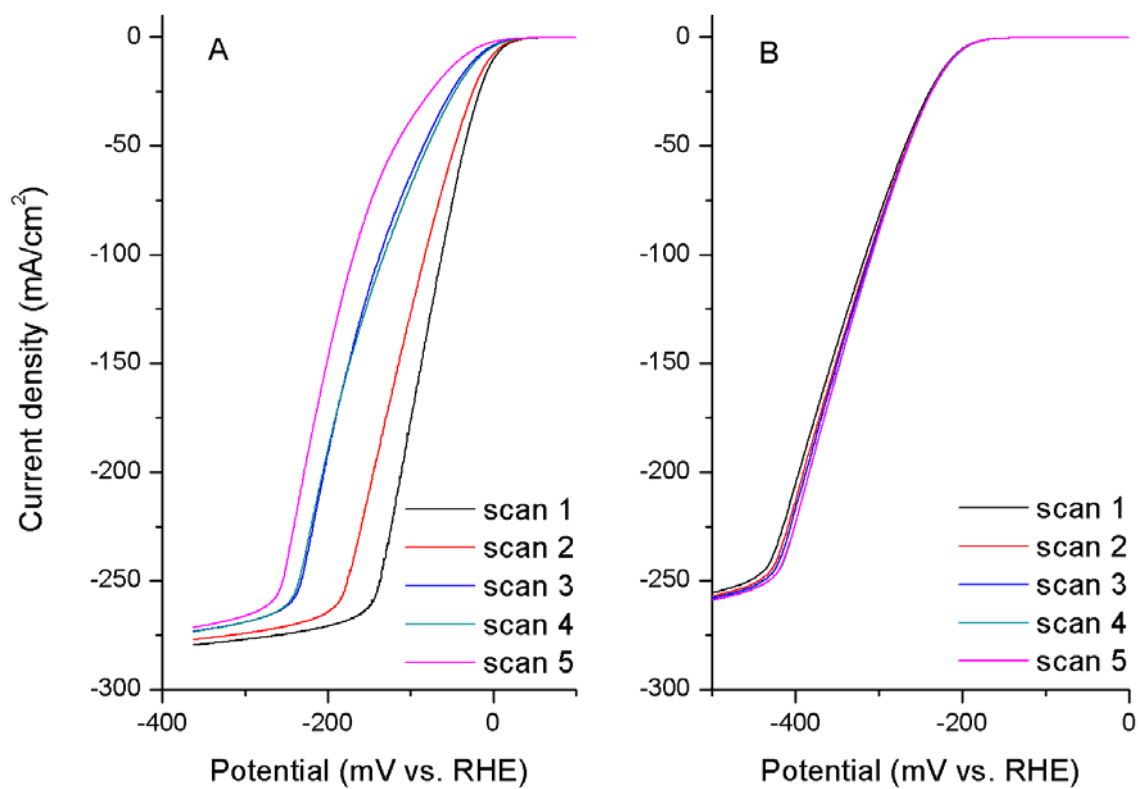 A
B
Current density (mA/cm²)
0
-50
-100
-150
-200
-250
-300
scan 1
scan 2
scan 3
scan 4
scan 5
-400
-200
0
Potential (mV vs. RHE)
0
-50
-100
-150
-200
-250
-300
scan 1
scan 2
scan 3
scan 4
scan 5
-400
-200
0
Potential (mV vs. RHE)